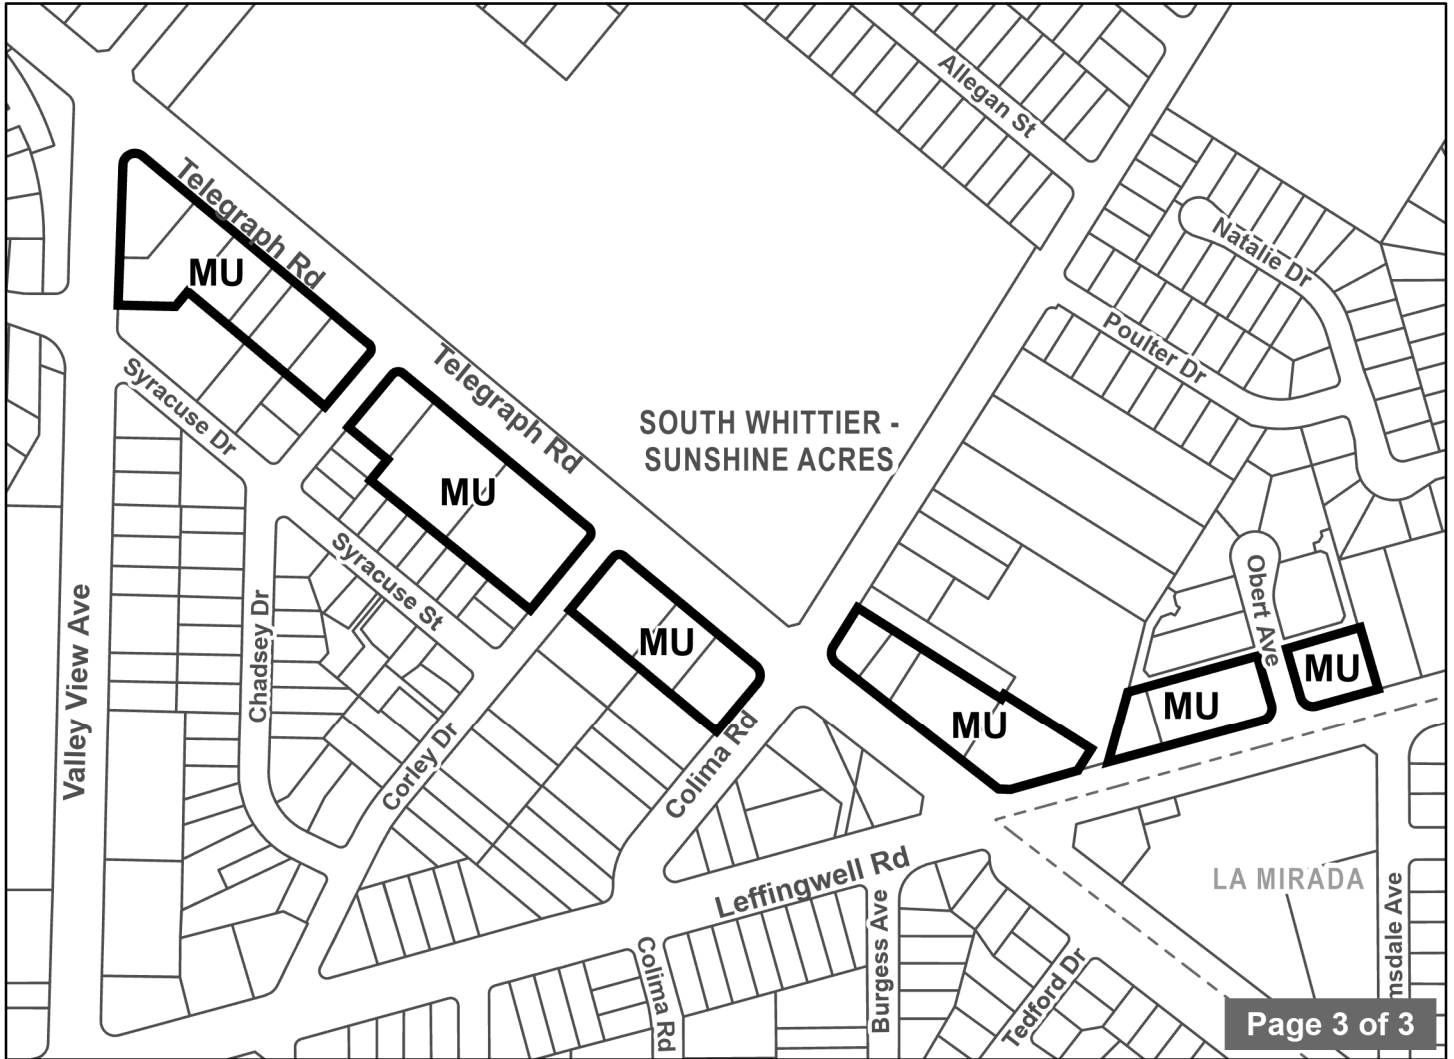 Allegan St
Telegraph Rd
Natalie Dr
MU
Poulter Dr
Telegraph Rd
Syracuse Dr
SOUTH WHITTIER -
SUNSHINE ACRES
MU
Syracuse St
Obert Ave
Valley View Ave
Chadsey Dr
MU
MU
MU
MU
Corley Dr
Colima Rd
Leffingwell Rd
LA MIRADA
Burgess Ave
Colima Rd
Tedford Dr
msdale Ave
Page 3 of 3